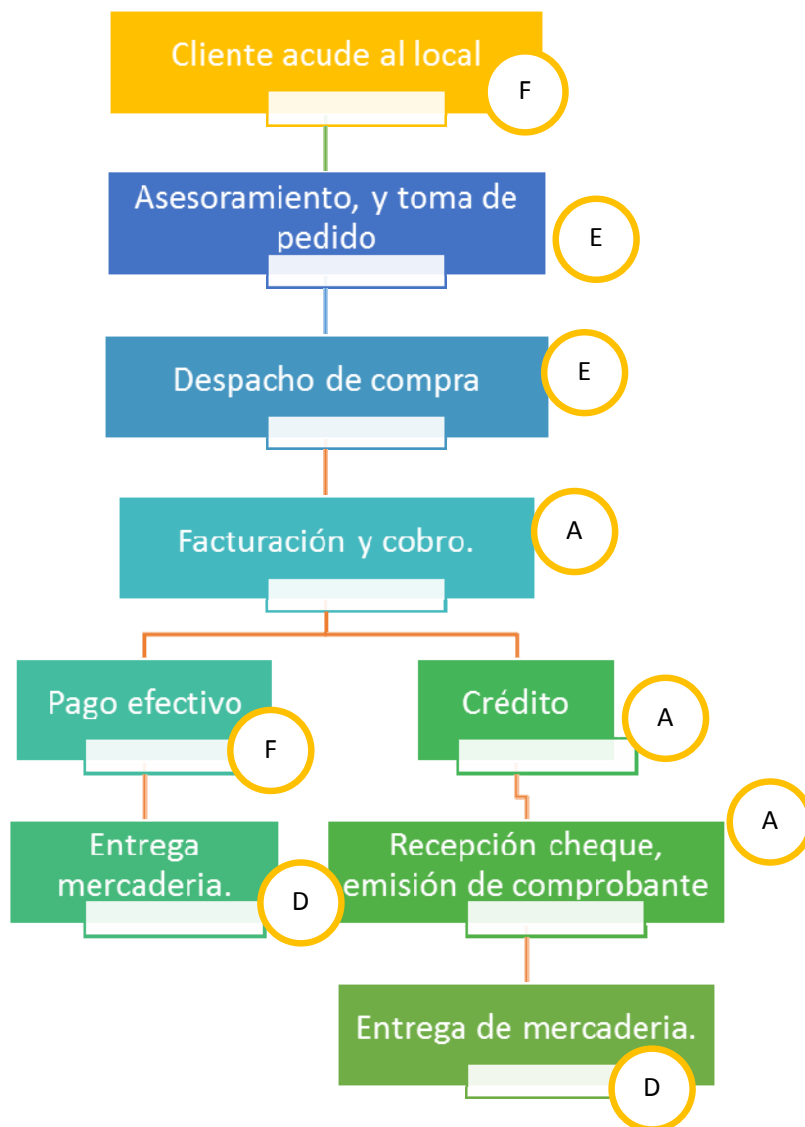 Cliente acude al local
F
Asesoramiento, y toma de
pedido
E
Despacho de compra
E
Facturación y cobro.
A
Pago efectivo
F
Crédito
A
Entrega
mercaderia.
D
Recepción cheque,
emisión de comprobante
A
Entrega de mercaderia.
D